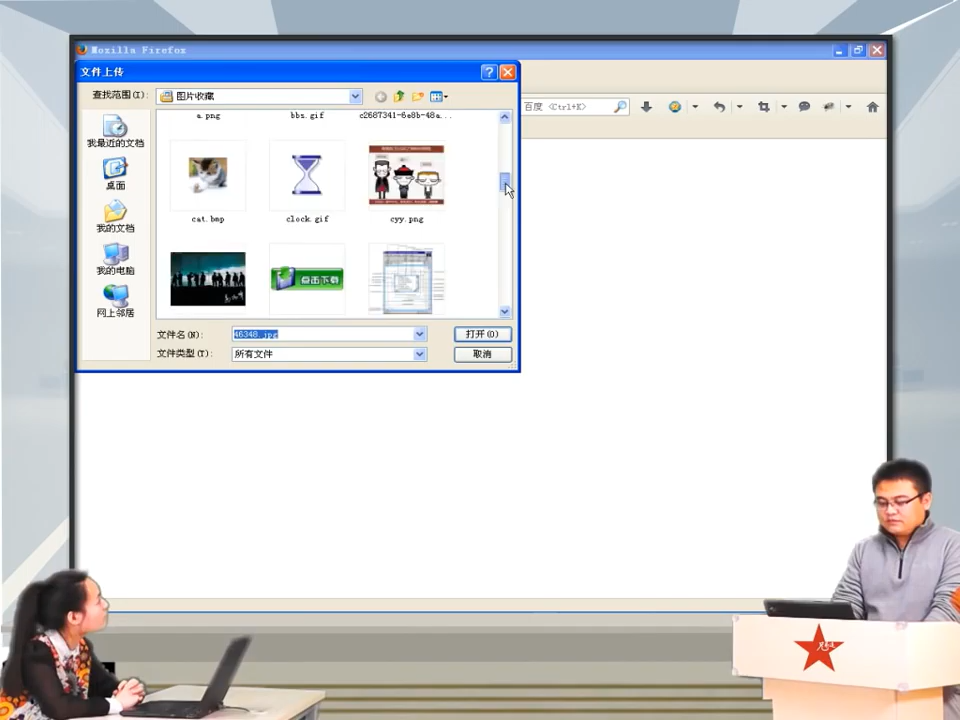 Mozilla Firefox
文件上传
查找范围(I):
图片收藏
百度 <Ctrl+K>
a.png
bbs.gif
c2687341-6a8b-48a...
我最近的文档
桌面
我的文档
我的电脑
网上邻居
cat.bmp
clock.gif
cyy.png
点击下载
文件名(N):
46348.jpg
打开(O)
文件类型(T):
所有文件
取消